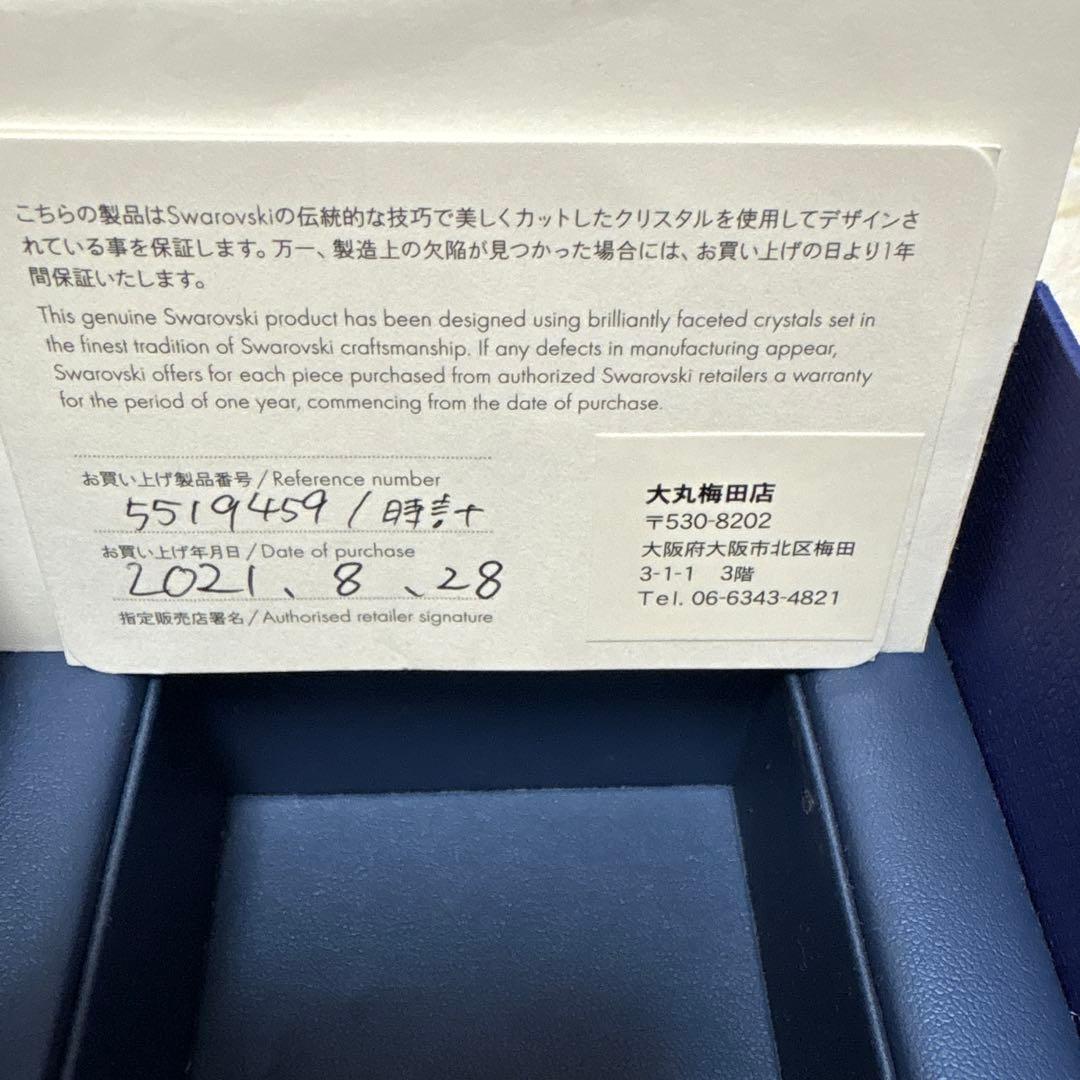 こちらの製品はSwarovskiの伝統的な技巧で美しくカットしたクリスタルを使用してデザインさ
れている事を保証します。万一、製造上の欠陥が見つかった場合には、お買い上げの日より1年
間保証いたします。
This genuine Swarovski product has been designed using brilliantly faceted crystals set in
the finest tradition of Swarovski craftsmanship. If any defects in manufacturing appear,
Swarovski offers for each piece purchased from authorized Swarovski retailers a warranty
for the period of one year, commencing from the date of purchase.
お買い上げ製品番号 / Reference number
5519459 / 時計
お買い上げ年月日 / Date of purchase
2021、8、28
指定販売店署名 / Authorised retailer signature
大丸梅田店
〒530-8202
大阪府大阪市北区梅田
3-1-1 3階
Tel. 06-6343-4821